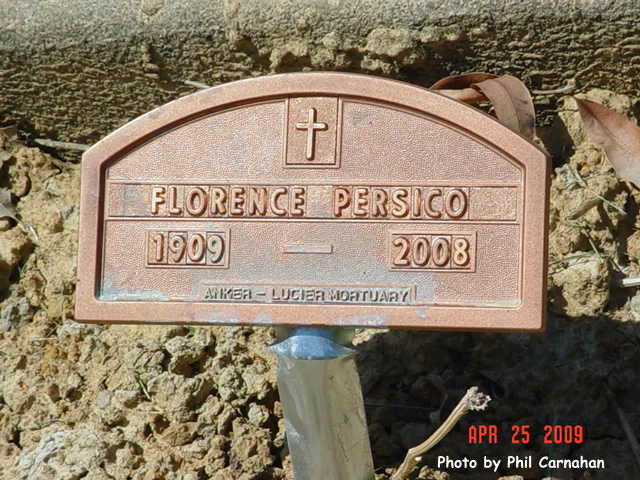 FLORENCE PERSICO
1909 — 2008
ANKER - LUCIER MORTUARY
APR 25 2009
Photo by Phil Carnahan